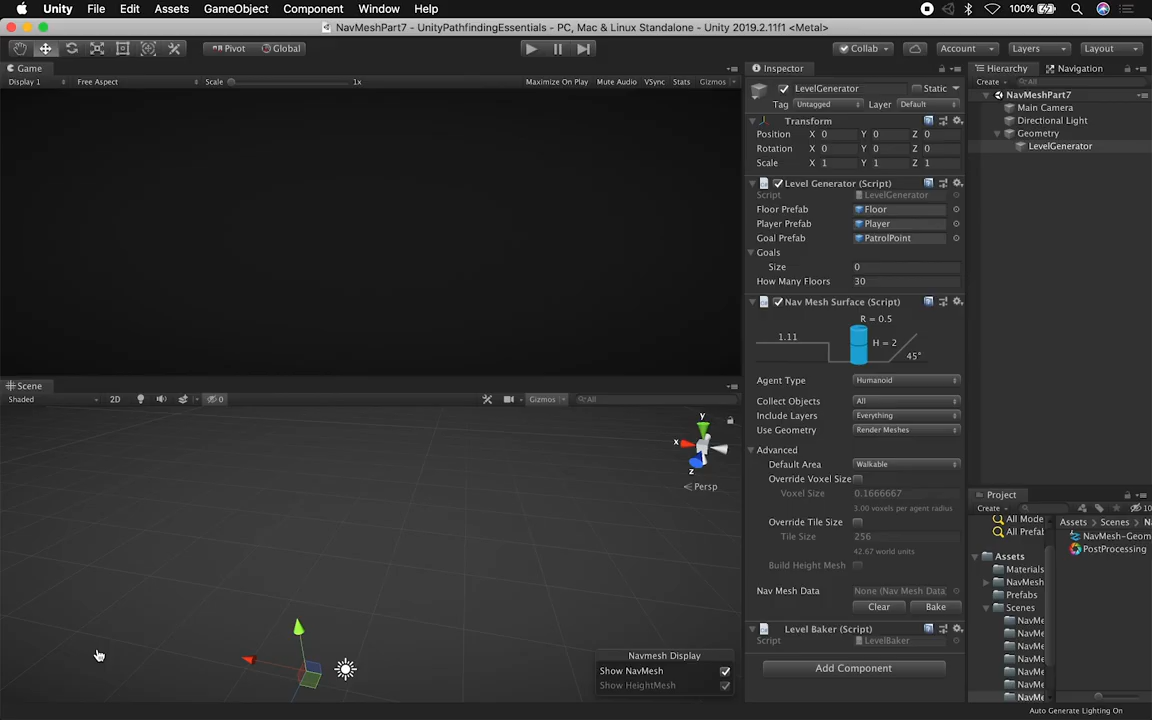 Unity File Edit Assets GameObject Component Window Help 100%
NavMeshPart7 - UnityPathfindingEssentials - PC, Mac & Linux Standalone - Unity 2019.2.11f1 <Metal>
Pivot Global Collab Account Layers Layout
Game
Display 1 Free Aspect Scale 1x Maximize On Play Mute Audio VSync Stats Gizmos
Scene
Shaded 2D 0 Gizmos All
y
x
z
Persp
Navmesh Display
Show NavMesh
Show HeightMesh
Inspector
LevelGenerator Static
Tag Untagged Layer Default
Transform
Position X 0 Y 0 Z 0
Rotation X 0 Y 0 Z 0
Scale X 1 Y 1 Z 1
Level Generator (Script)
Script LevelGenerator
Floor Prefab Floor
Player Prefab Player
Goal Prefab PatrolPoint
Goals
Size 0
How Many Floors 30
Nav Mesh Surface (Script)
R = 0.5
1.11
H = 2
45°
Agent Type Humanoid
Collect Objects All
Include Layers Everything
Use Geometry Render Meshes
Advanced
Default Area Walkable
Override Voxel Size
Voxel Size 0.1666667
3.00 voxels per agent radius
Override Tile Size
Tile Size 256
42.67 world units
Build Height Mesh
Nav Mesh Data None (Nav Mesh Data
Clear Bake
Level Baker (Script)
Script LevelBaker
Add Component
Hierarchy Navigation
Create All
NavMeshPart7
Main Camera
Directional Light
Geometry
LevelGenerator
Project
Create 10
All Mode
All Prefab
Assets
Materials
NavMesh
Prefabs
Scenes
NavMe
NavMe
NavMe
NavMe
NavMe
NavMe
NavMe
Assets Scenes Na
NavMesh-Geom
PostProcessing
Auto Generate Lighting On